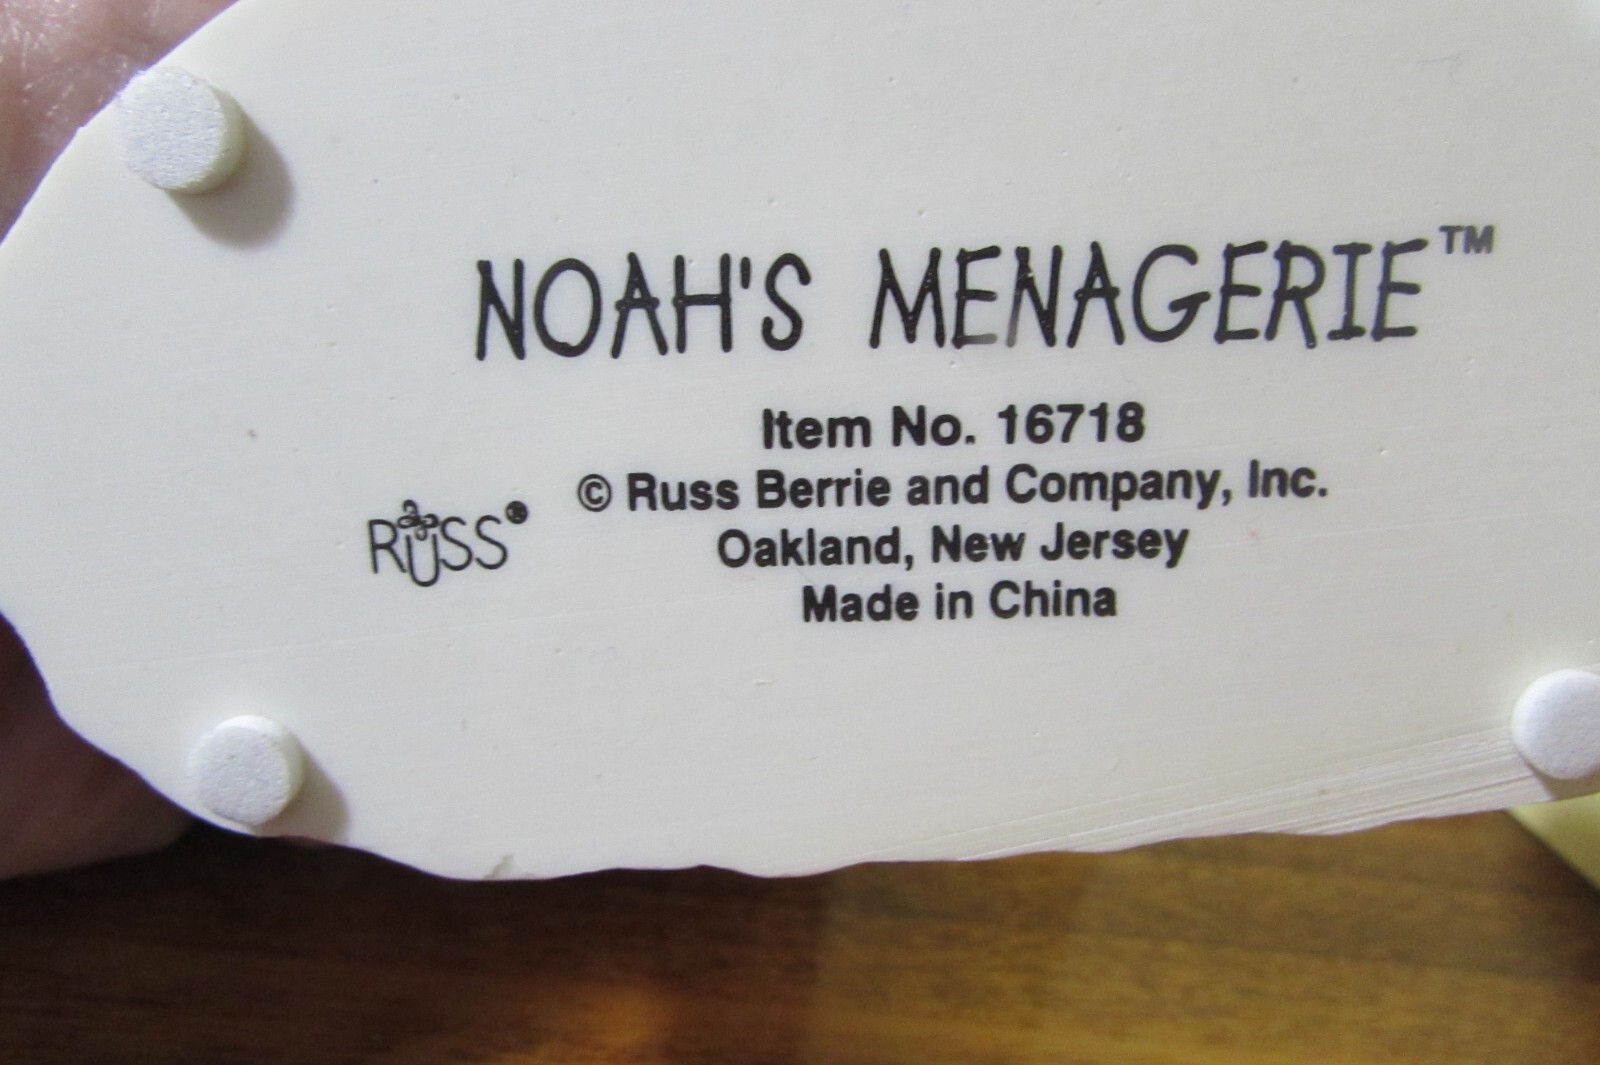 NOAH'S MENAGERIE™
Item No. 16718
© Russ Berrie and Company, Inc.
RUSS®
Oakland, New Jersey
Made in China